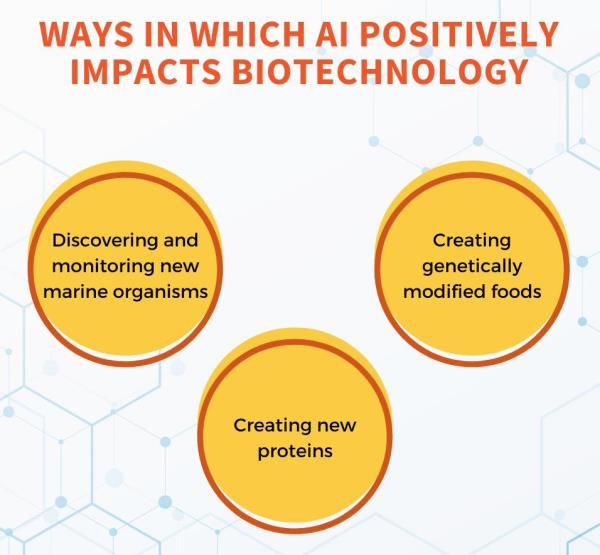 WAYS IN WHICH AI POSITIVELY
IMPACTS BIOTECHNOLOGY
Discovering and
monitoring new
marine organisms
Creating
genetically
modified foods
Creating new
proteins